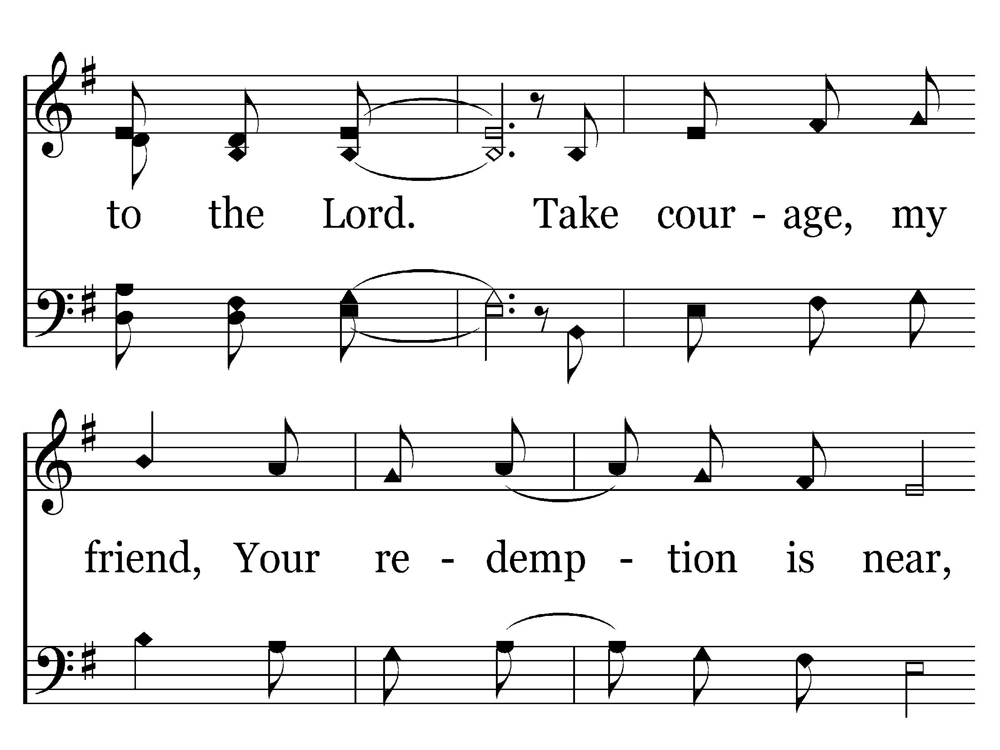 to the Lord. Take cour - age, my
friend, Your re - demp - tion is near,